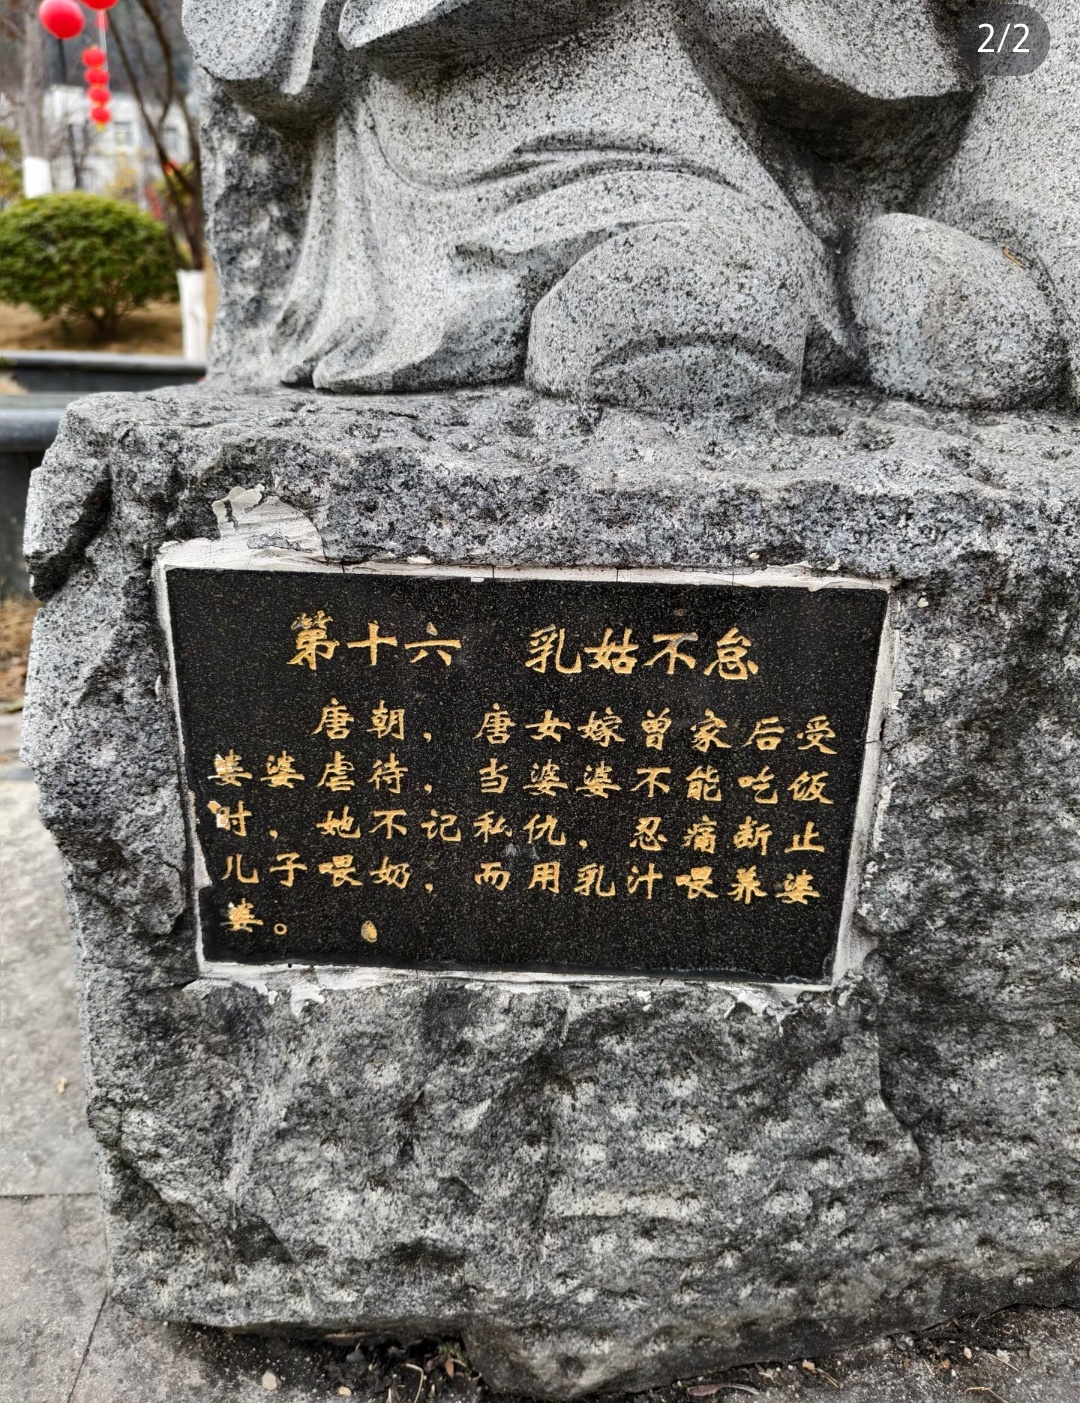 2/2
第十六 乳姑不怠
唐朝，唐女嫁曾家后受
婆婆虐待，当婆婆不能吃饭
时，她不记私仇，忍痛断止
儿子喂奶，而用乳汁喂养婆
婆。